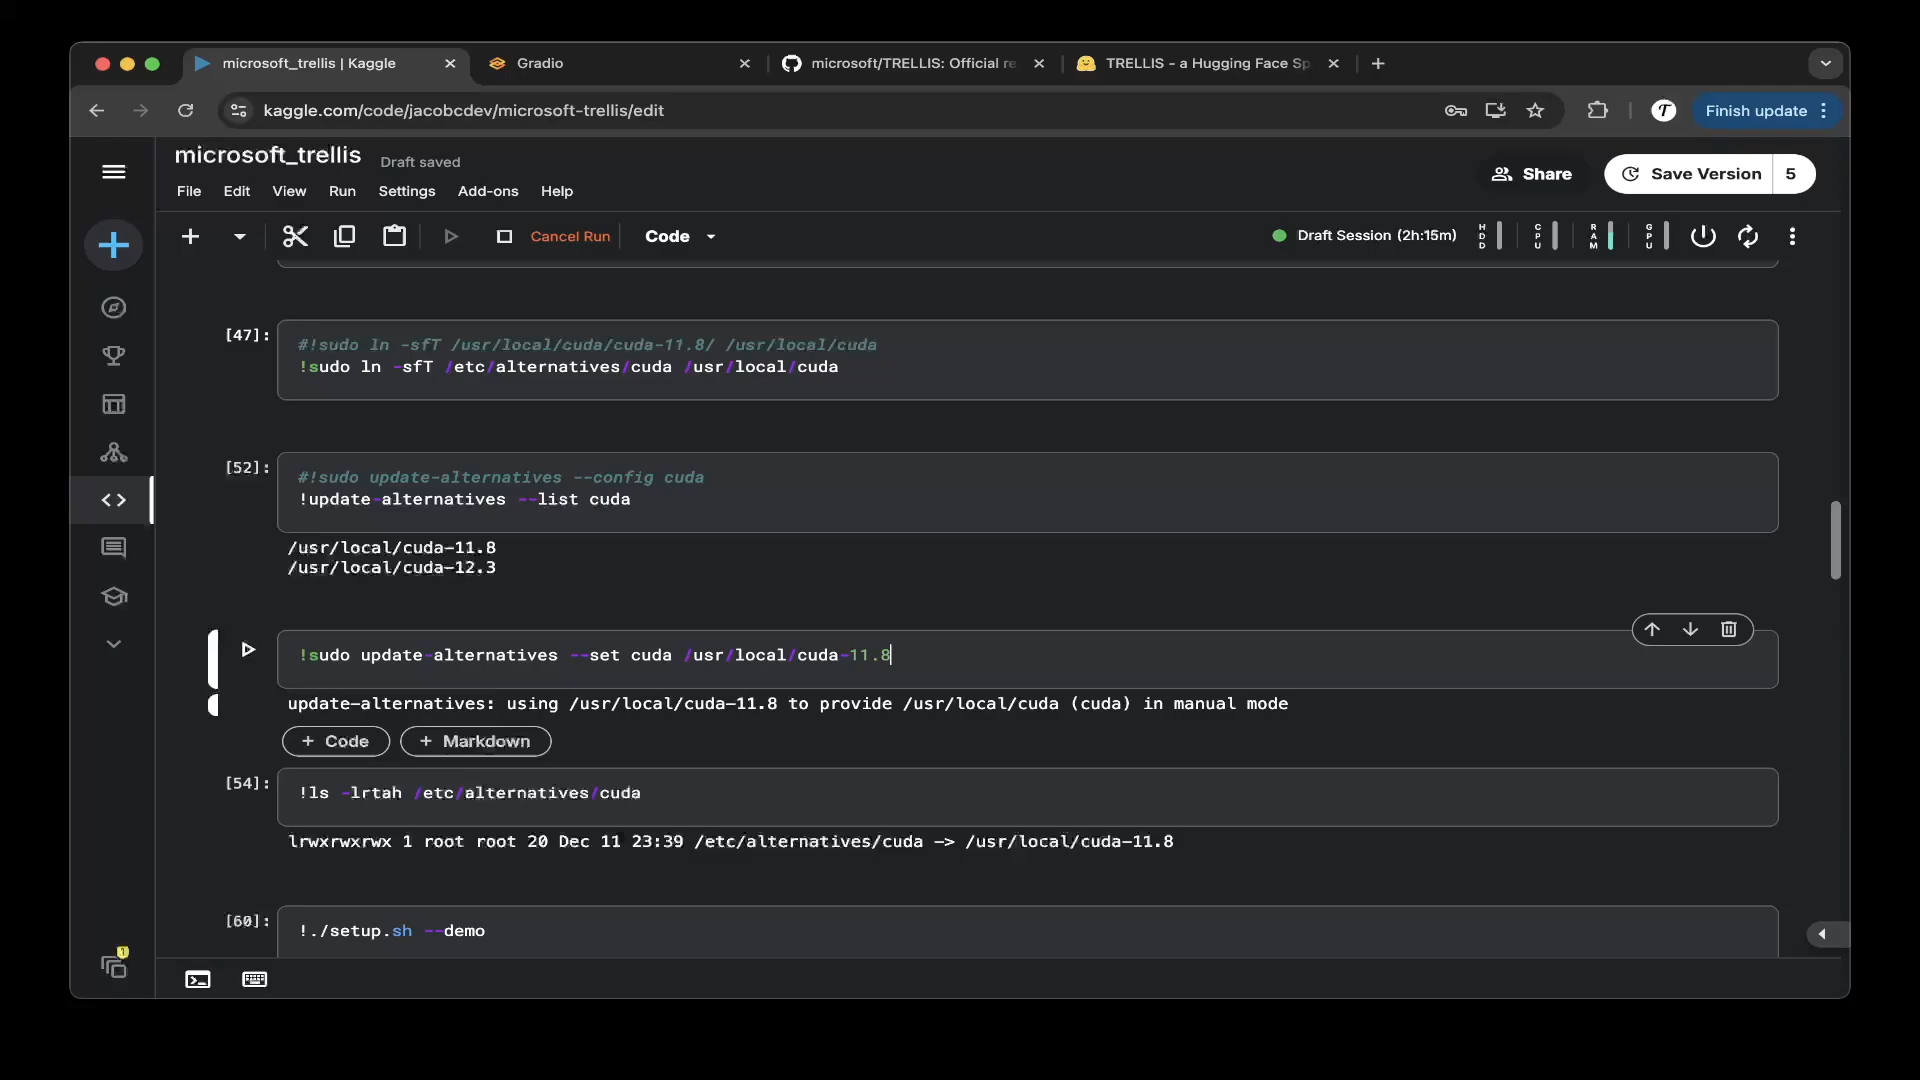 microsoft_trellis | Kaggle
Gradio
microsoft/TRELLIS: Official re
TRELLIS - a Hugging Face Sp
kaggle.com/code/jacobcdev/microsoft-trellis/edit
Finish update
microsoft_trellis
Draft saved
File Edit View Run Settings Add-ons Help
Share
Save Version 5
Cancel Run
Code
Draft Session (2h:15m)
HDD
CPU
RAM
GPU
[47]:
#!sudo ln -sfT /usr/local/cuda/cuda-11.8/ /usr/local/cuda
!sudo ln -sfT /etc/alternatives/cuda /usr/local/cuda
[52]:
#!sudo update-alternatives --config cuda
!update-alternatives --list cuda
/usr/local/cuda-11.8
/usr/local/cuda-12.3
!sudo update-alternatives --set cuda /usr/local/cuda-11.8
update-alternatives: using /usr/local/cuda-11.8 to provide /usr/local/cuda (cuda) in manual mode
+ Code
+ Markdown
[54]:
!ls -lrtah /etc/alternatives/cuda
lrwxrwxrwx 1 root root 20 Dec 11 23:39 /etc/alternatives/cuda -> /usr/local/cuda-11.8
[60]:
!./setup.sh --demo
1